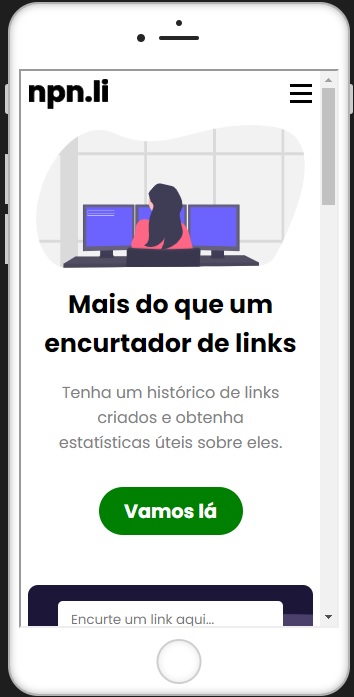 npn.li
Mais do que um
encurtador de links
Tenha um histórico de links
criados e obtenha
estatísticas úteis sobre eles.
Vamos lá
Encurte um link aqui...